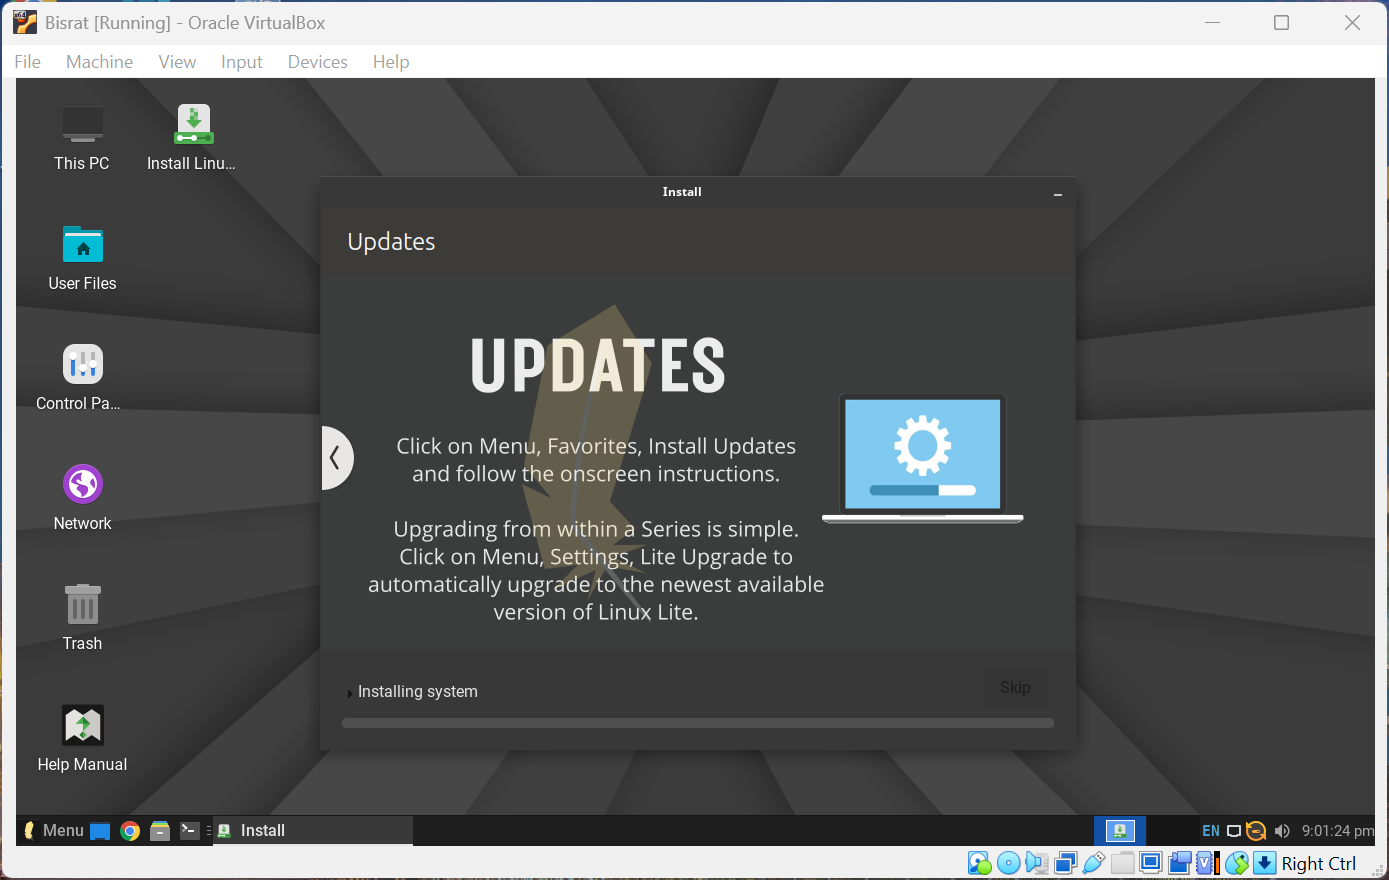 Bisrat [Running] - Oracle VirtualBox
File Machine View Input Devices Help
This PC
Install Linu...
User Files
Control Pa...
Network
Trash
Help Manual
Install
Updates
UPDATES
Click on Menu, Favorites, Install Updates
and follow the onscreen instructions.
Upgrading from within a Series is simple.
Click on Menu, Settings, Lite Upgrade to
automatically upgrade to the newest available
version of Linux Lite.
Installing system
Skip
Menu
Install
EN
9:01:24 pm
Right Ctrl